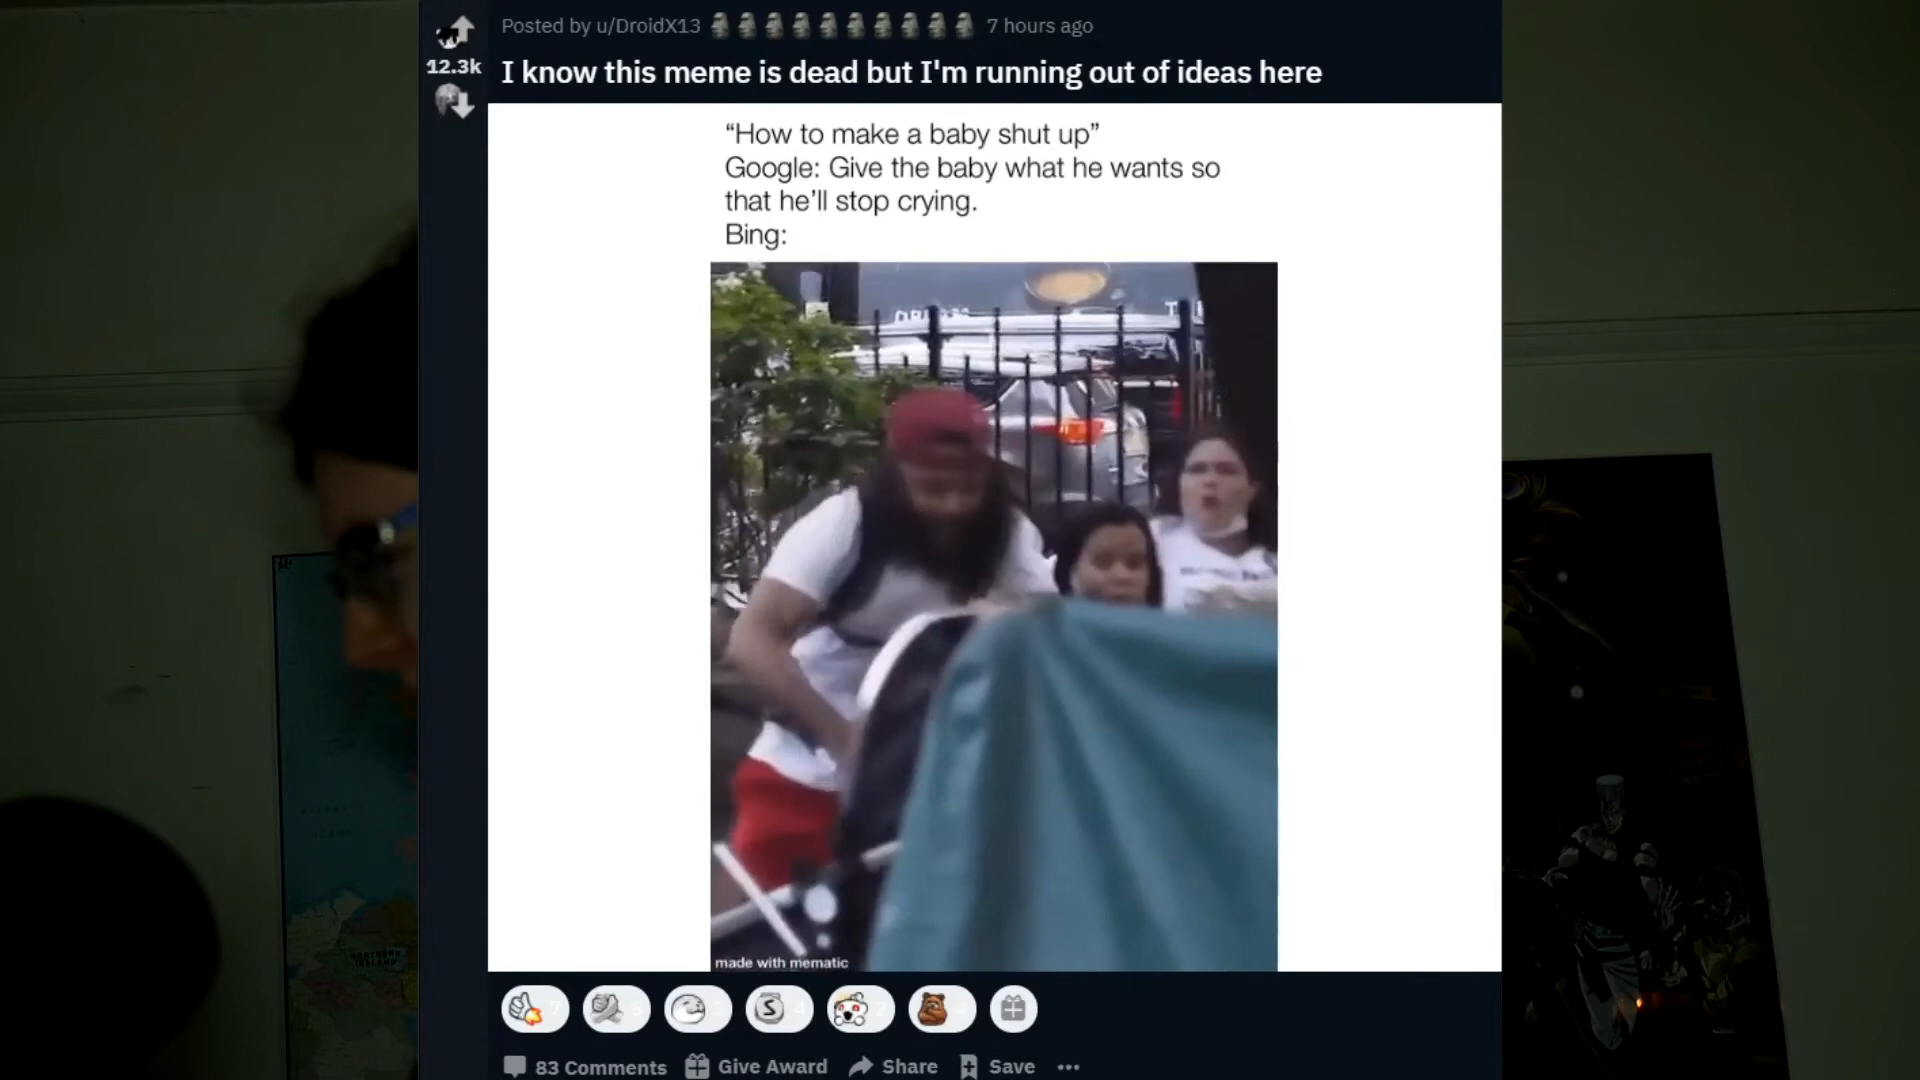 Posted by u/DroidX13 🗿🗿🗿🗿🗿🗿🗿🗿🗿🗿 7 hours ago
12.3k
I know this meme is dead but I'm running out of ideas here
“How to make a baby shut up”
Google: Give the baby what he wants so
that he’ll stop crying.
Bing:
made with mematic
NORTHERN
IRELAND
83 Comments Give Award Share Save